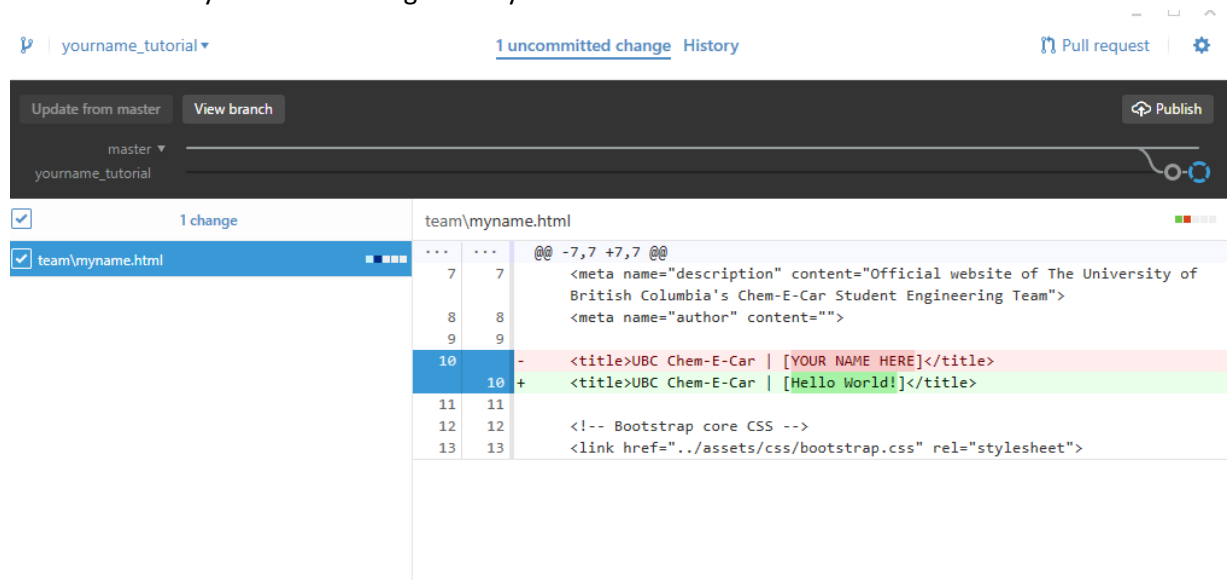 yourname_tutorial ▾ 1 uncommitted change History Pull request
Update from master View branch Publish
master ▼
yourname_tutorial
1 change team\myname.html
team\myname.html
... ... @@ -7,7 +7,7 @@
7 7 <meta name="description" content="Official website of The University of
British Columbia's Chem-E-Car Student Engineering Team">
8 8 <meta name="author" content="">
9 9
10 - <title>UBC Chem-E-Car | [YOUR NAME HERE]</title>
10 + <title>UBC Chem-E-Car | [Hello World!]</title>
11 11
12 12 <!-- Bootstrap core CSS -->
13 13 <link href="../assets/css/bootstrap.css" rel="stylesheet">